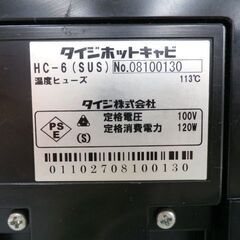 タイジホットキャビ
HC-6(SUS) No.08100130
温度ヒューズ 113℃
タイジ株式会社
PS
E
(S)
定格電圧 100V
定格消費電力 120W
01102708100130